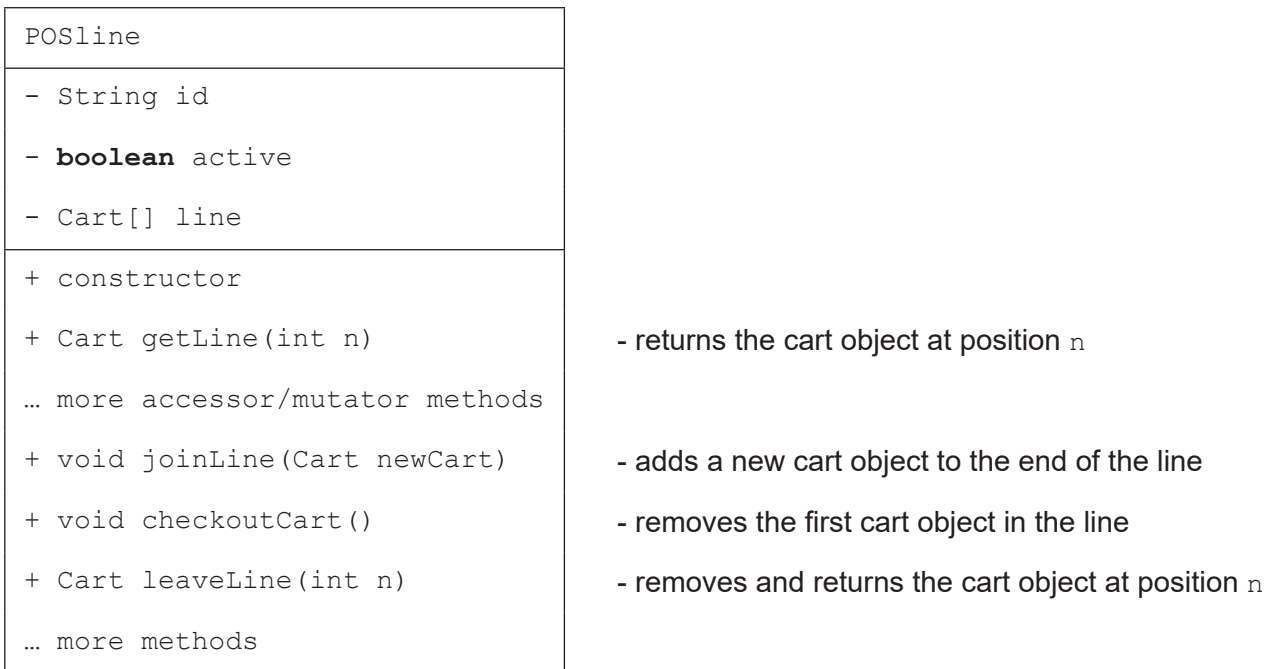 POSline
- String id
- boolean active
- Cart[] line
+ constructor
+ Cart getLine(int n) - returns the cart object at position n
… more accessor/mutator methods
+ void joinLine(Cart newCart) - adds a new cart object to the end of the line
+ void checkoutCart() - removes the first cart object in the line
+ Cart leaveLine(int n) - removes and returns the cart object at position n
… more methods